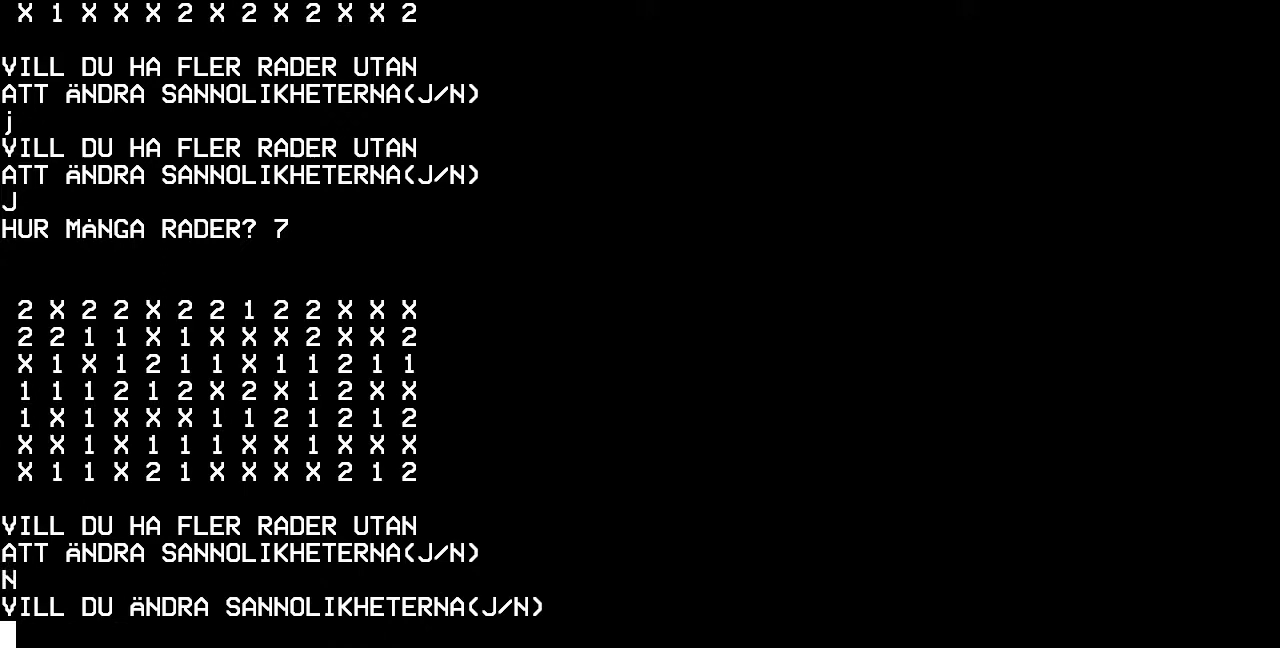 X 1 X X X 2 X 2 X 2 X X 2
VILL DU HA FLER RADER UTAN
ATT ÄNDRA SANNOLIKHETERNA(J/N)
j
VILL DU HA FLER RADER UTAN
ATT ÄNDRA SANNOLIKHETERNA(J/N)
J
HUR MÅNGA RADER? 7
2 X 2 2 X 2 2 1 2 2 X X X
2 2 1 1 X 1 X X X 2 X X 2
X 1 X 1 2 1 1 X 1 1 2 1 1
1 1 1 2 1 2 X 2 X 1 2 X X
1 X 1 X X X 1 1 2 1 2 1 2
X X 1 X 1 1 1 X X 1 X X X
X 1 1 X 2 1 X X X X 2 1 2
VILL DU HA FLER RADER UTAN
ATT ÄNDRA SANNOLIKHETERNA(J/N)
N
VILL DU ÄNDRA SANNOLIKHETERNA(J/N)